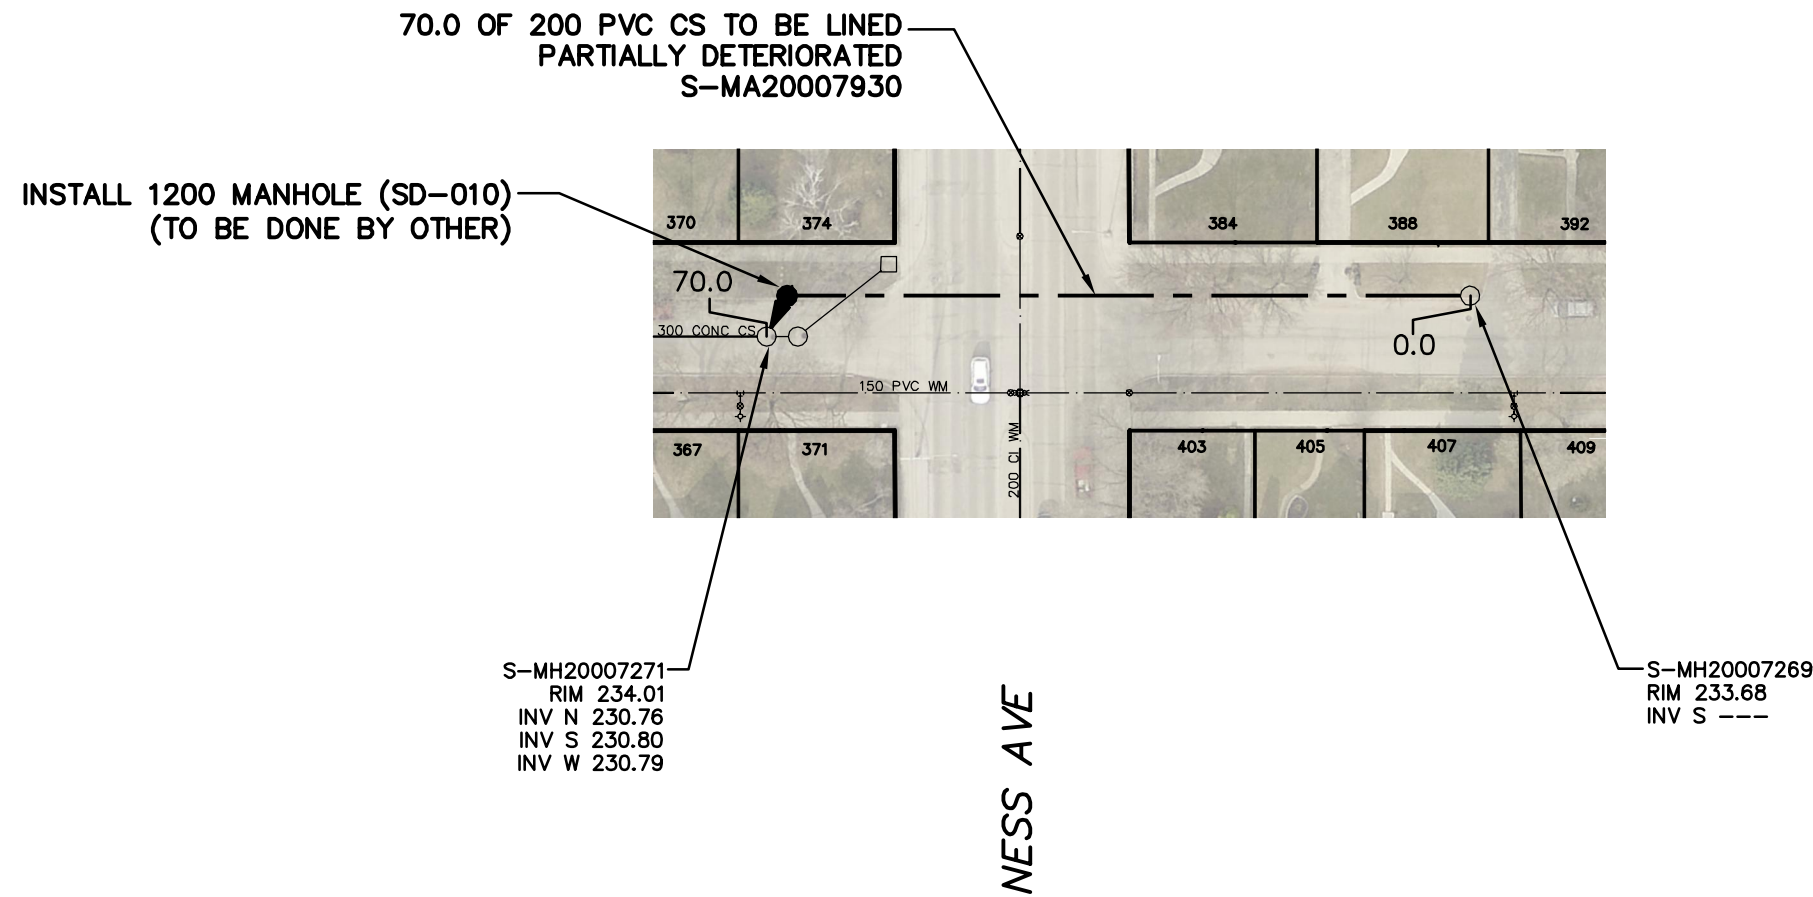 70.0 OF 200 PVC CS TO BE LINED
PARTIALLY DETERIORATED
S-MA20007930
INSTALL 1200 MANHOLE (SD-010)
(TO BE DONE BY OTHER)
370
374
384
388
392
70.0
300 CONC CS
0.0
150 PVC WM
200 CI WM
367
371
403
405
407
409
S-MH20007271
RIM 234.01
INV N 230.76
INV S 230.80
INV W 230.79
S-MH20007269
RIM 233.68
INV S ---
NESS AVE